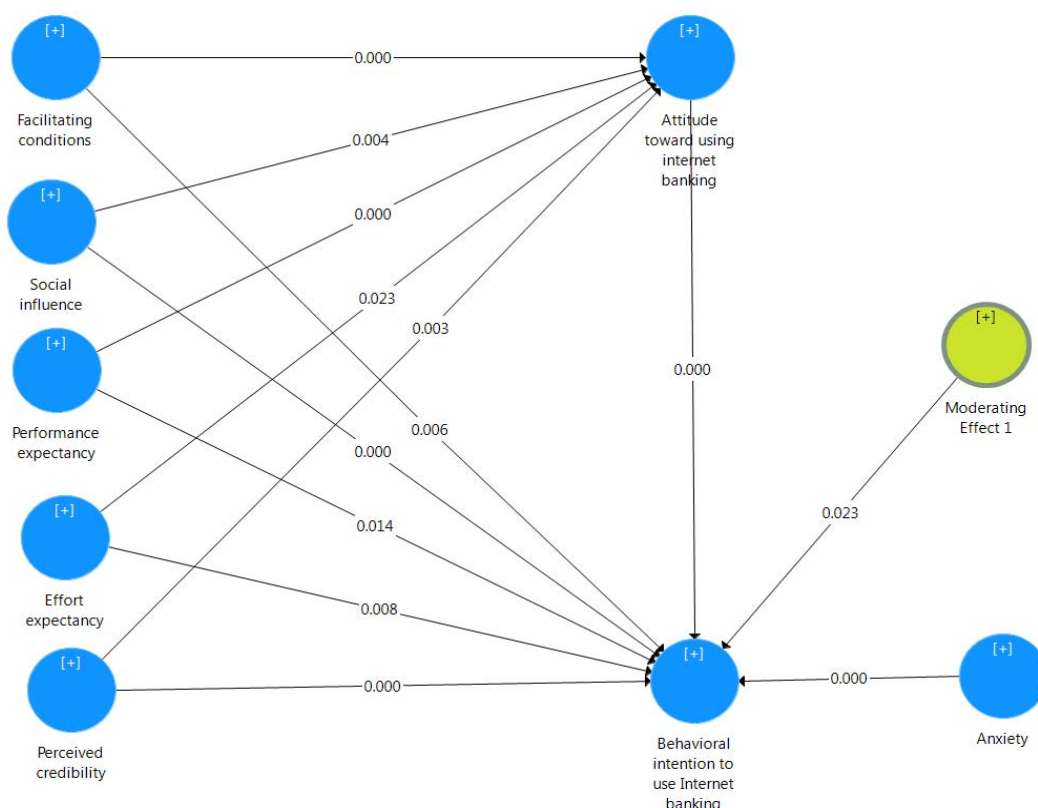 [+]
Facilitating
conditions
[+]
Social
influence
[+]
Performance
expectancy
[+]
Effort
expectancy
[+]
Perceived
credibility
0.000
0.004
0.000
0.023
0.003
0.006
0.000
0.014
0.008
0.000
[+]
Attitude
toward using
internet
banking
0.000
[+]
Behavioral
intention to
use Internet
banking
[+]
Moderating
Effect 1
0.023
0.000
[+]
Anxiety